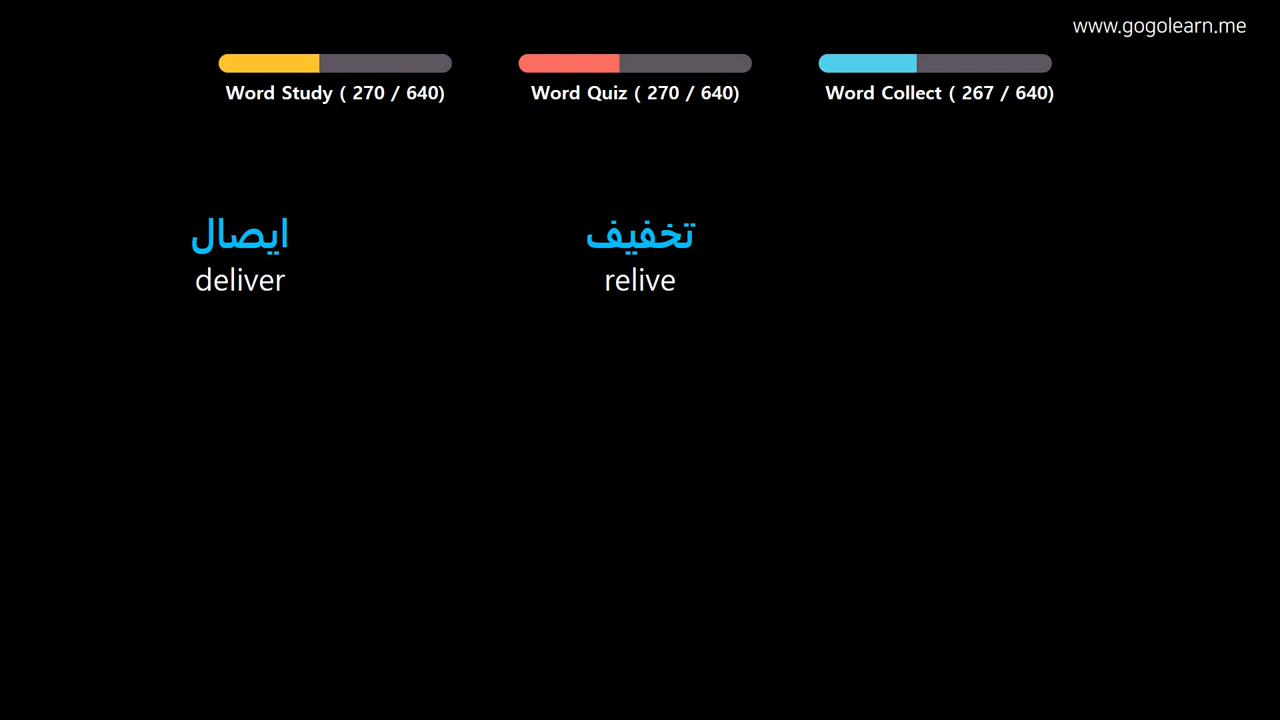 www.gogolearn.me
Word Study ( 270 / 640)
Word Quiz ( 270 / 640)
Word Collect ( 267 / 640)
ايصال
deliver
تخفيف
relive